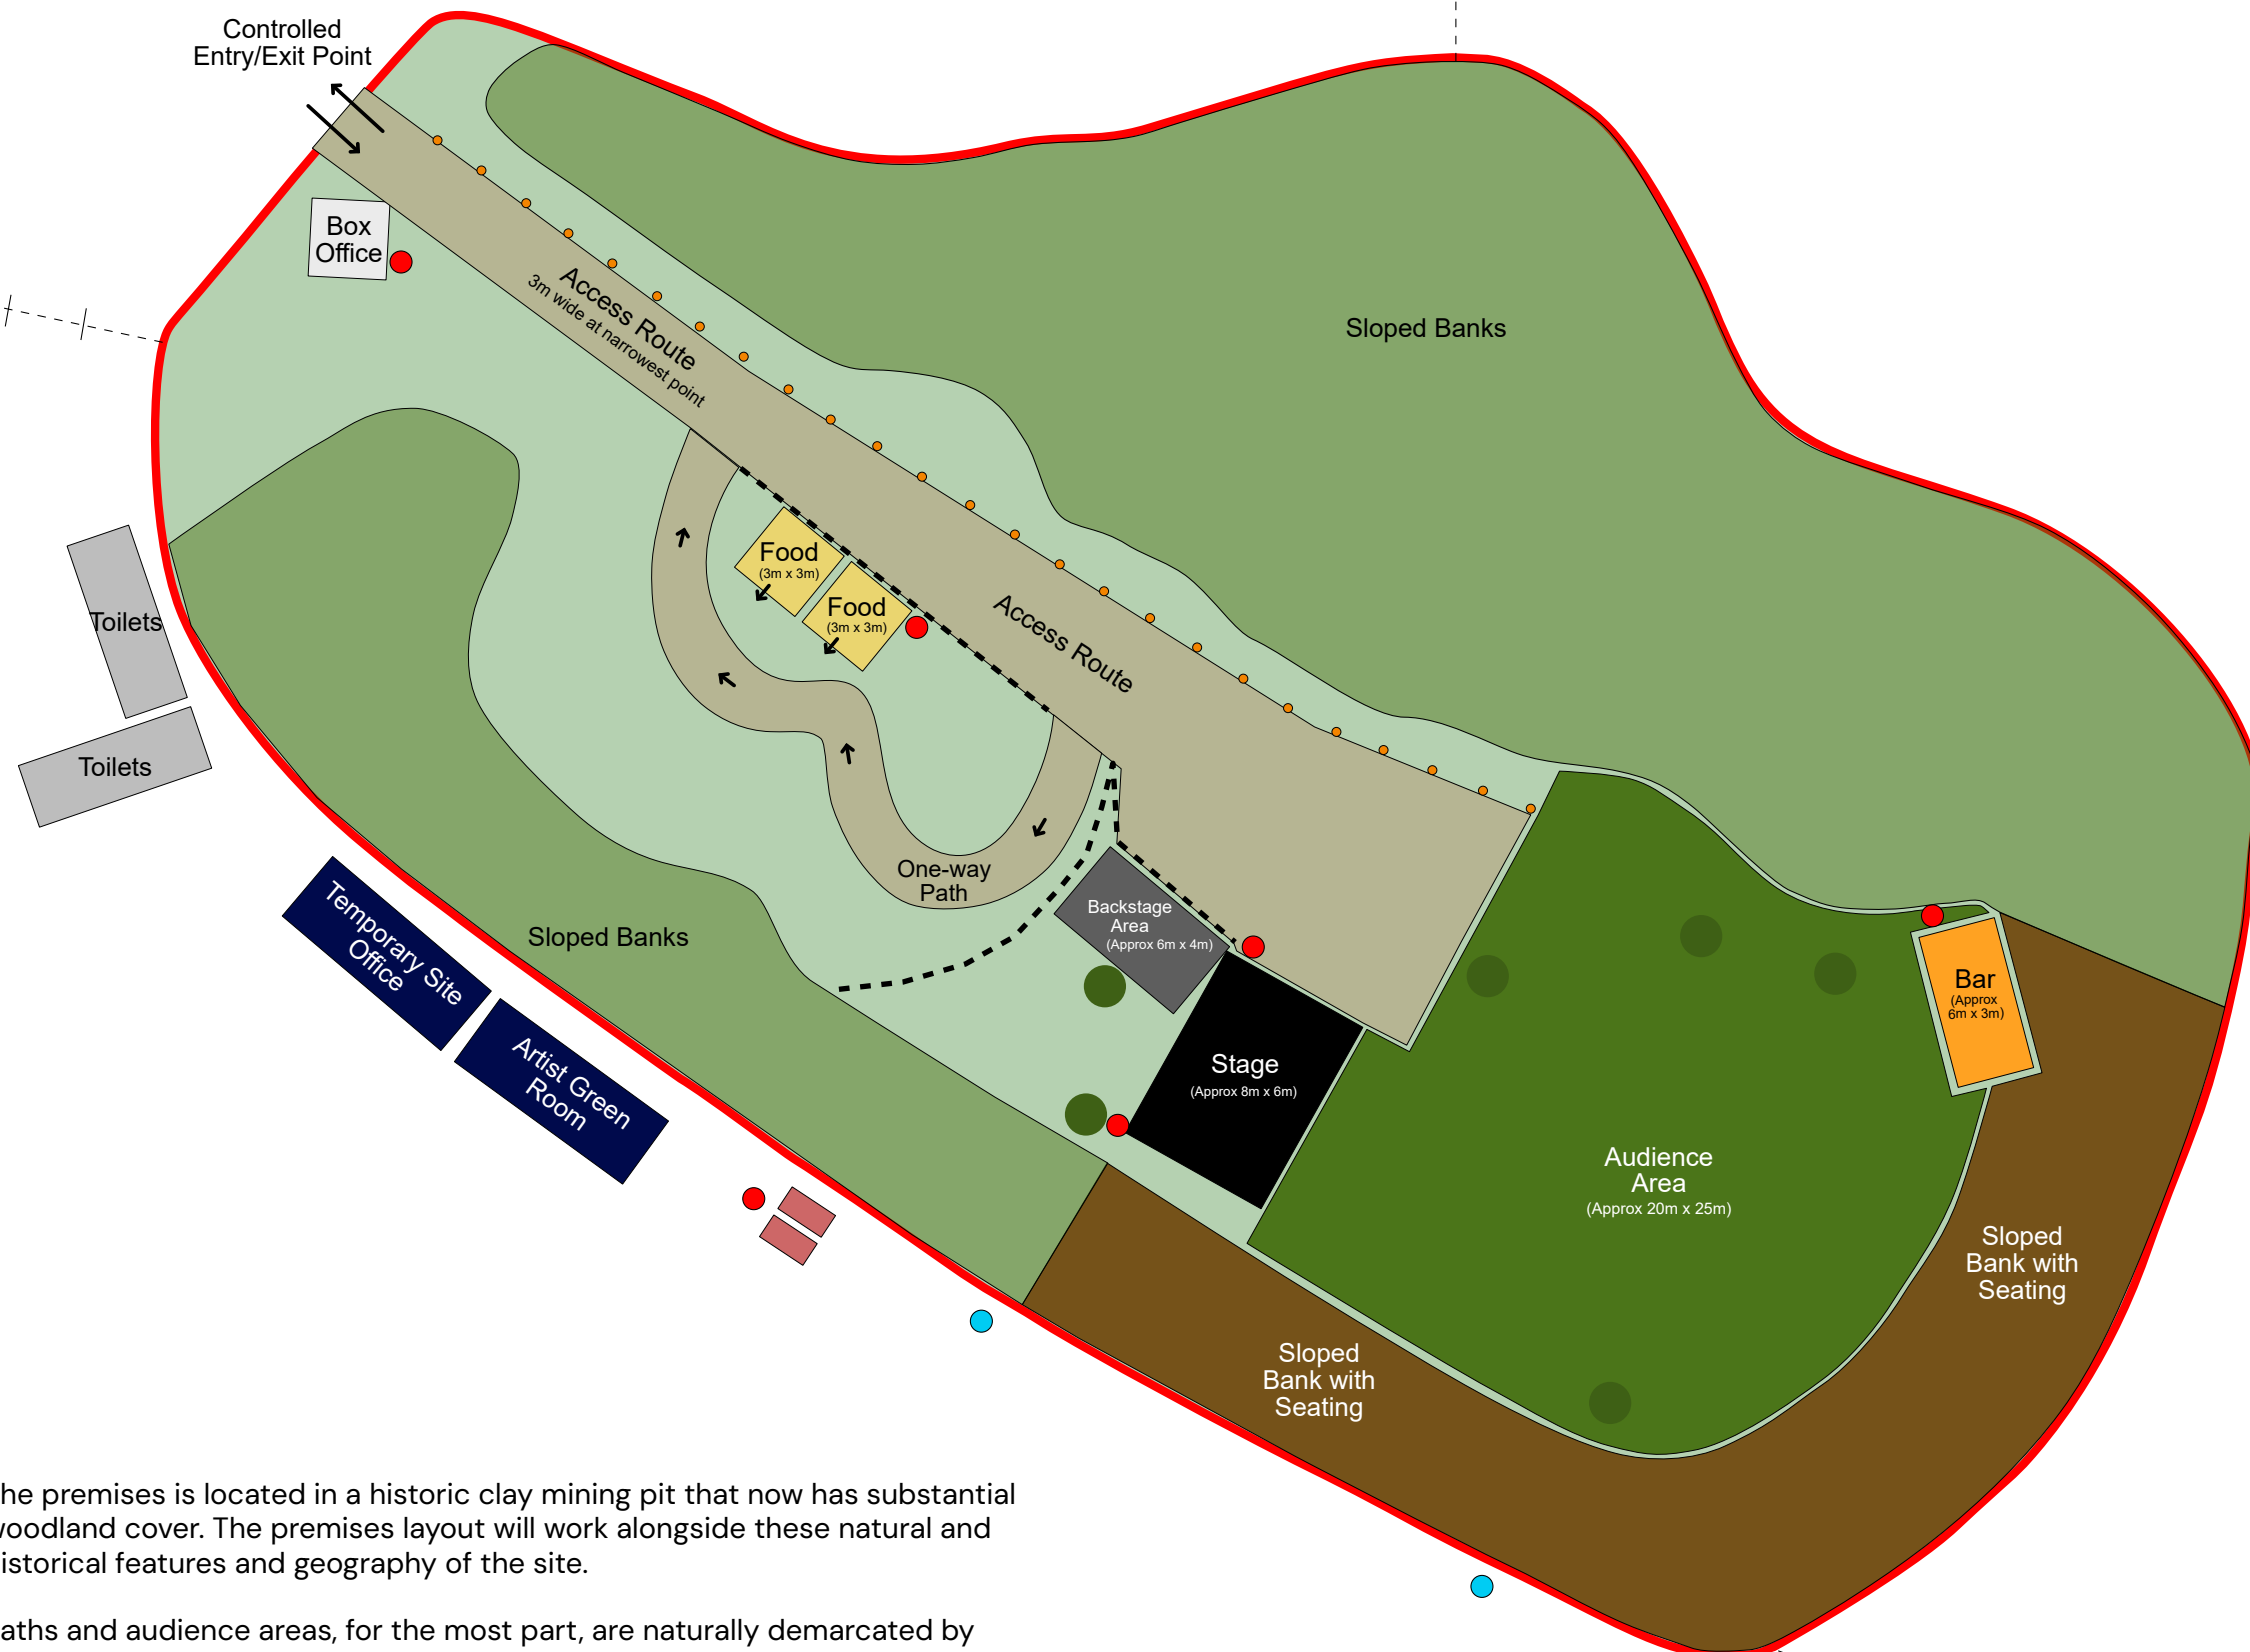 Controlled
Entry/Exit Point
Box
Office
Access Route
3m wide at narrowest point
Sloped Banks
Food
(3m x 3m)
Food
(3m x 3m)
Access Route
Toilets
Toilets
One-way
Path
Backstage
Area
(Approx 6m x 4m)
Sloped Banks
Temporary Site
Office
Artist Green
Room
Stage
(Approx 8m x 6m)
Bar
(Approx
6m x 3m)
Audience
Area
(Approx 20m x 25m)
Sloped
Bank with
Seating
Sloped
Bank with
Seating
he premises is located in a historic clay mining pit that now has substantial
woodland cover. The premises layout will work alongside these natural and
istorical features and geography of the site.
aths and audience areas, for the most part, are naturally demarcated by